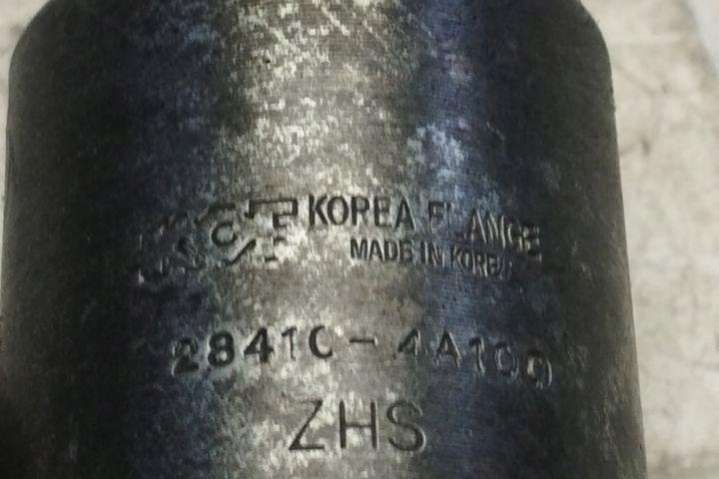 KOREA FLANGE
MADE IN KOREA
28410-4A100
ZHS